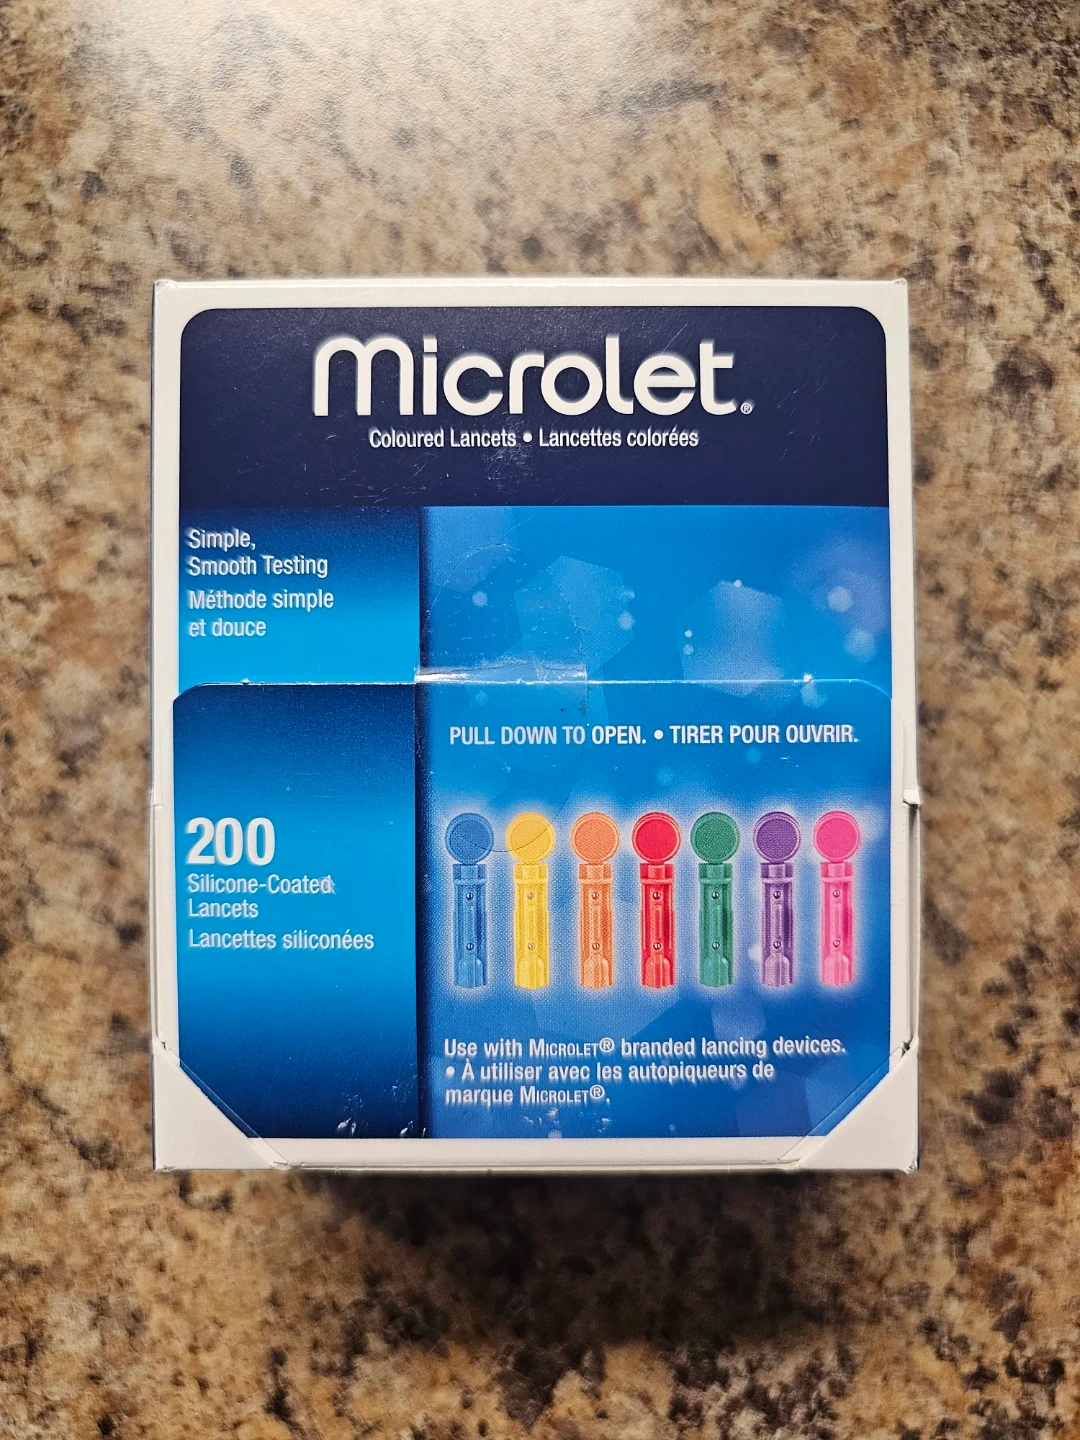 Microlet®
Coloured Lancets • Lancettes colorées
Simple,
Smooth Testing
Méthode simple
et douce
PULL DOWN TO OPEN. • TIRER POUR OUVRIR.
200
Silicone-Coated
Lancets
Lancettes siliconées
Use with MICROLET® branded lancing devices.
• À utiliser avec les autopiqueurs de
marque MICROLET®.